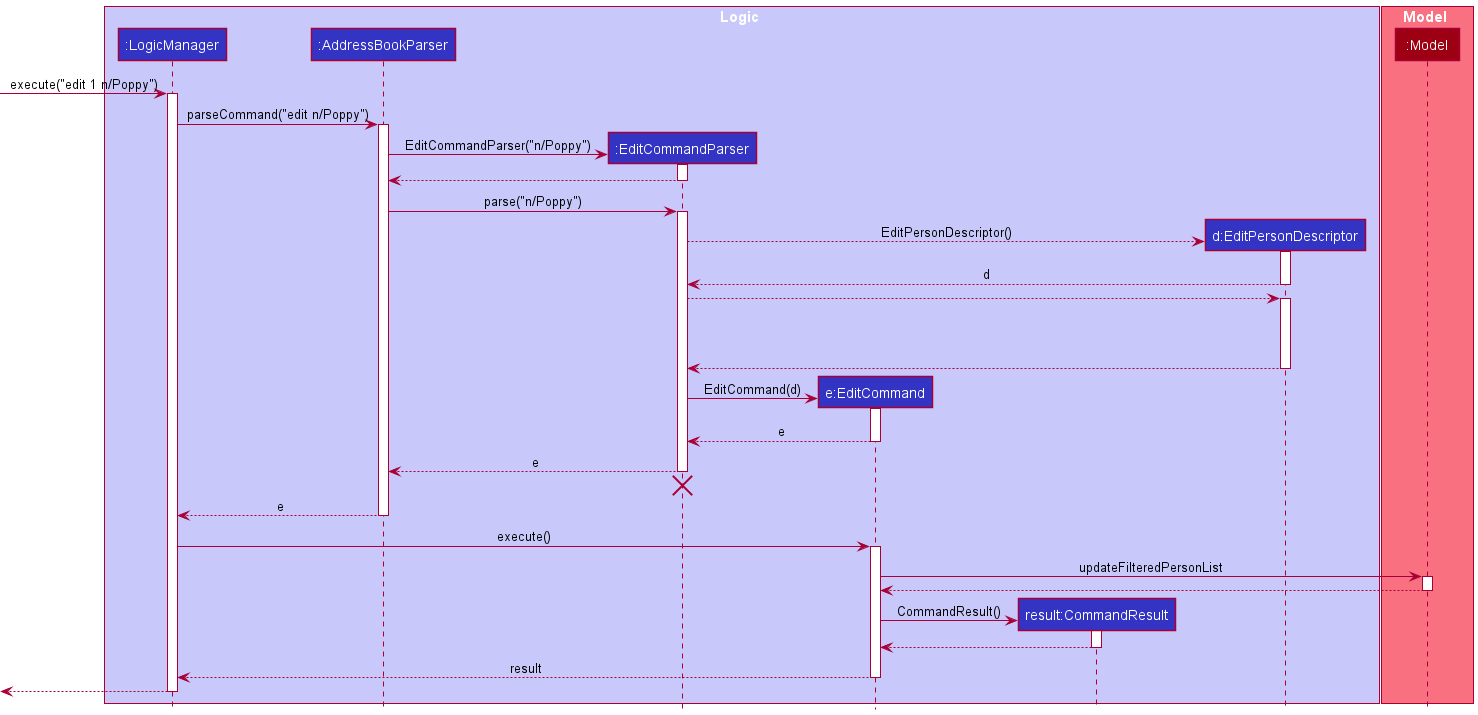 Logic
Model
:LogicManager
:AddressBookParser
:Model
execute("edit 1 n/Poppy")
parseCommand("edit n/Poppy")
EditCommandParser("n/Poppy")
:EditCommandParser
parse("n/Poppy")
EditPersonDescriptor()
d:EditPersonDescriptor
d
EditCommand(d)
e:EditCommand
e
e
e
execute()
updateFilteredPersonList
CommandResult()
result:CommandResult
result